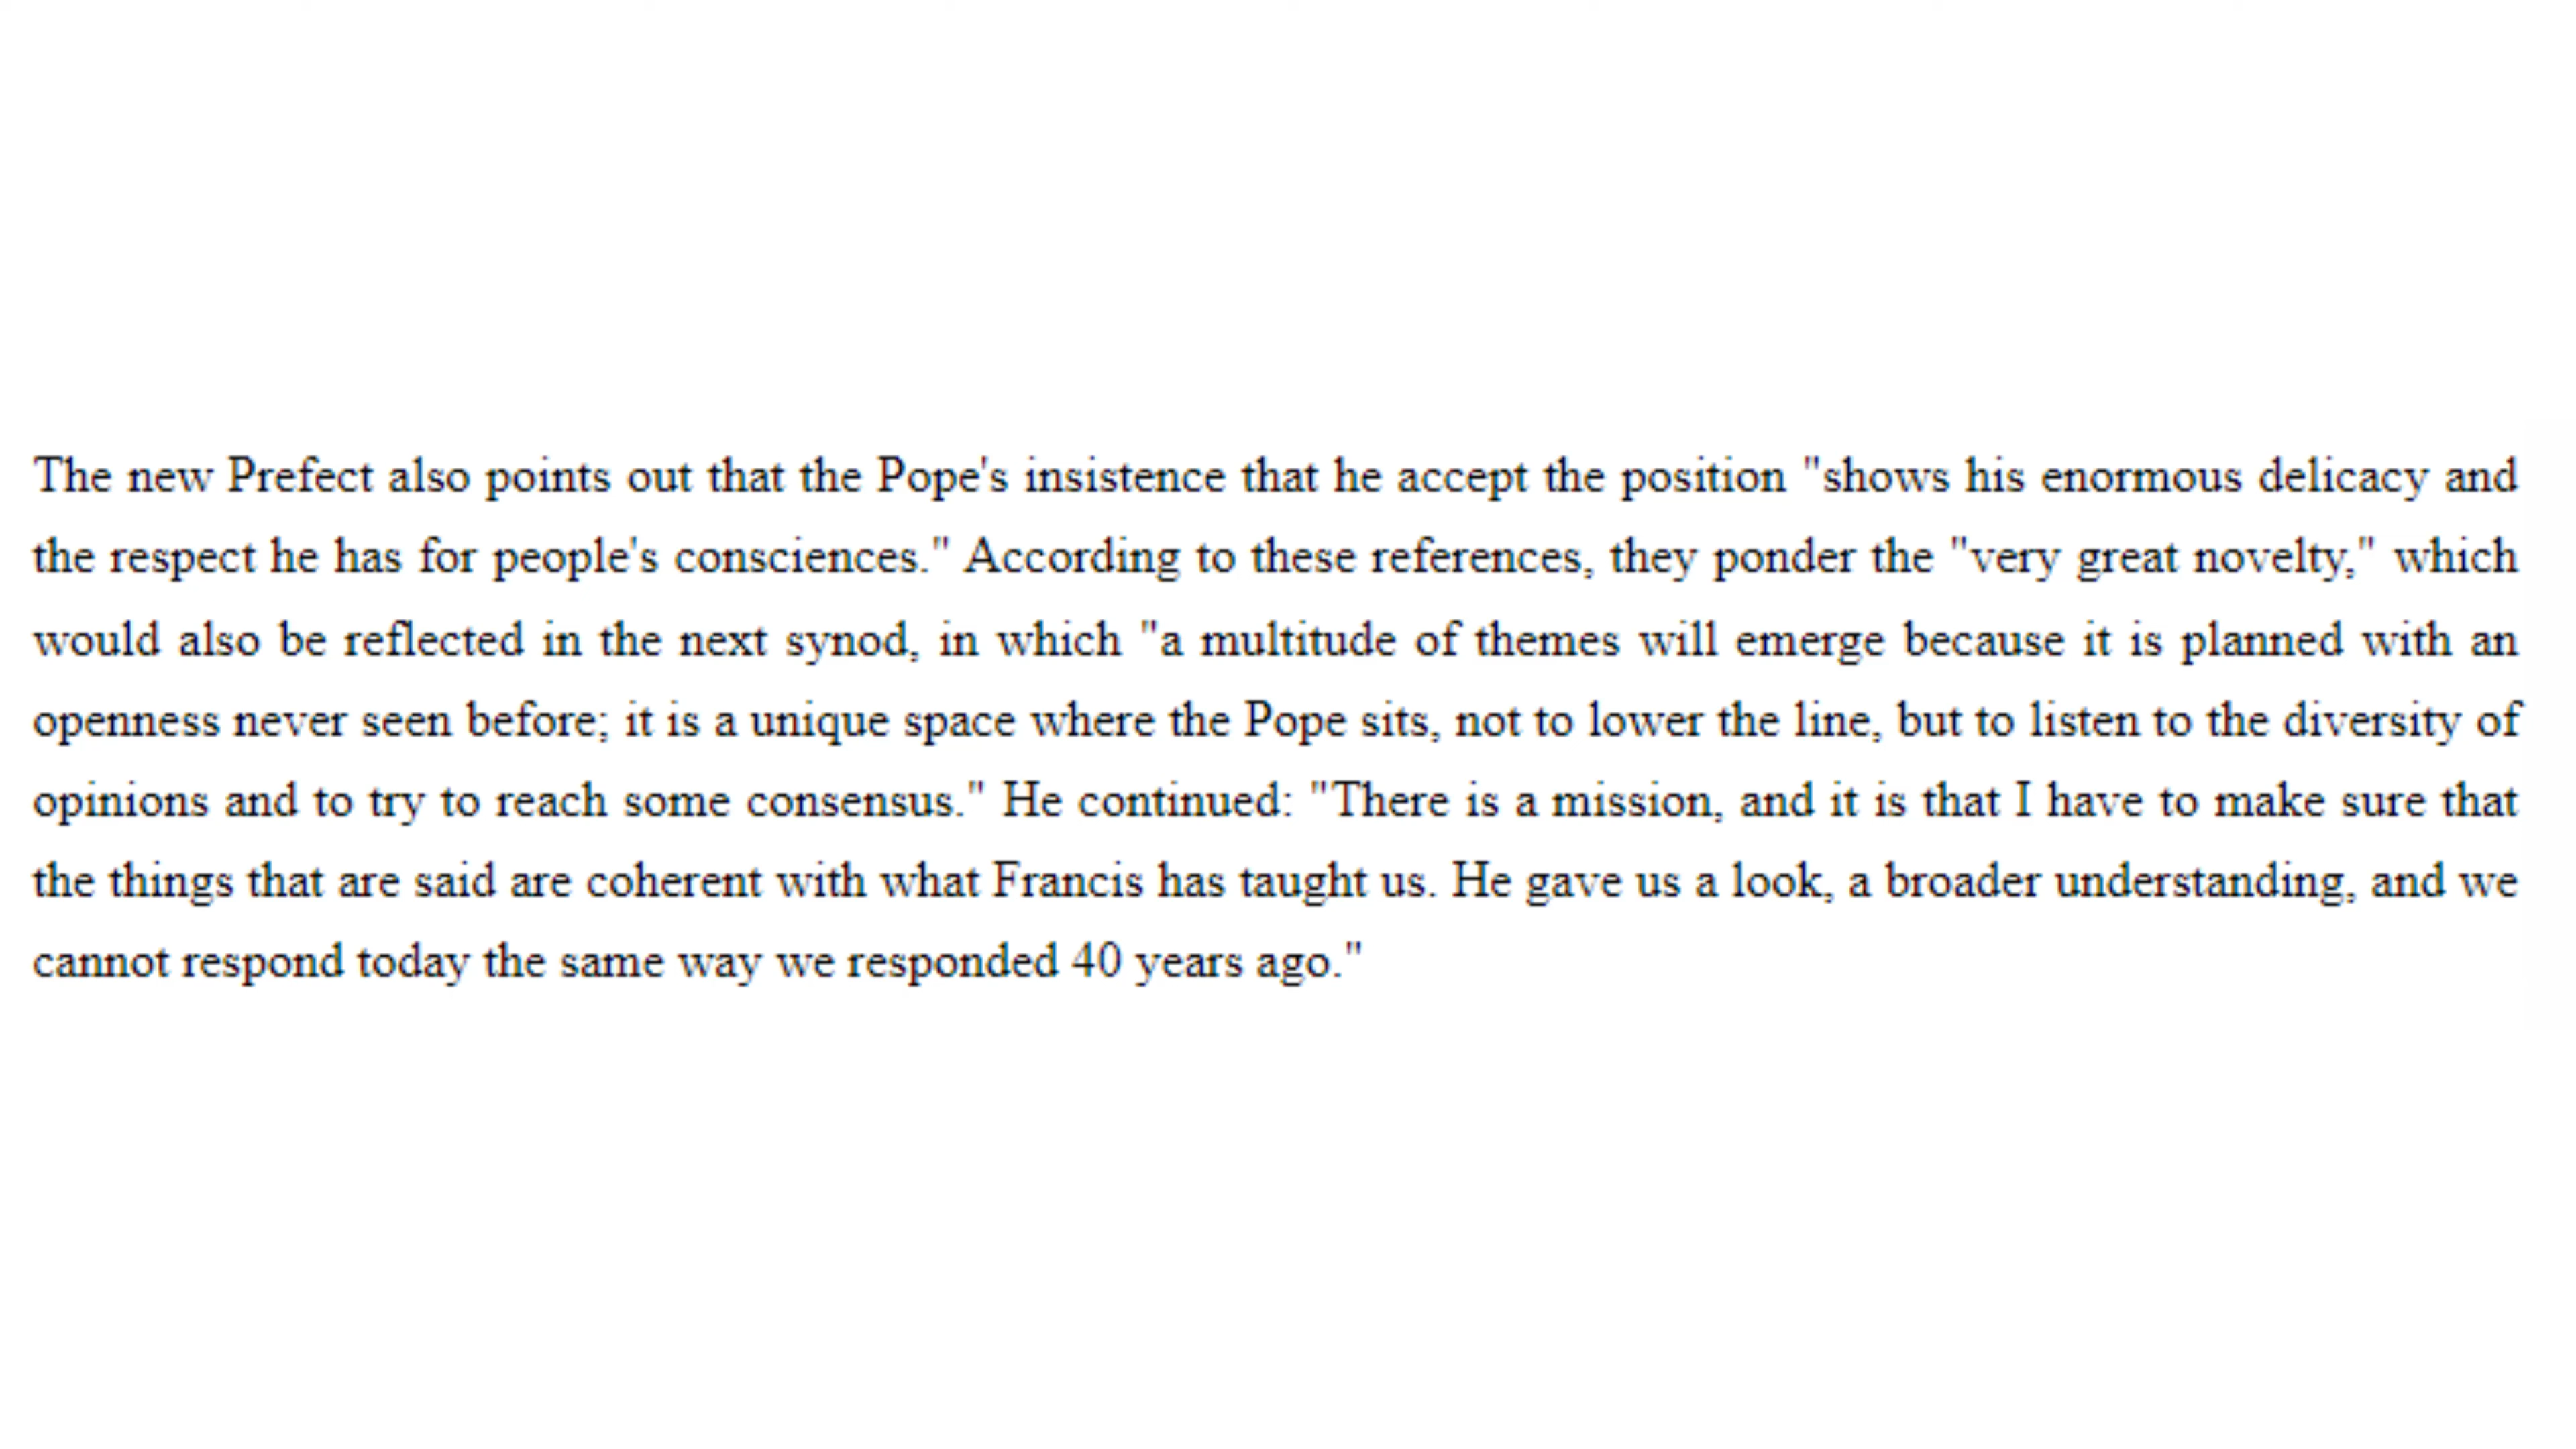 The new Prefect also points out that the Pope's insistence that he accept the position "shows his enormous delicacy and
the respect he has for people's consciences." According to these references, they ponder the "very great novelty," which
would also be reflected in the next synod, in which "a multitude of themes will emerge because it is planned with an
openness never seen before; it is a unique space where the Pope sits, not to lower the line, but to listen to the diversity of
opinions and to try to reach some consensus." He continued: "There is a mission, and it is that I have to make sure that
the things that are said are coherent with what Francis has taught us. He gave us a look, a broader understanding, and we
cannot respond today the same way we responded 40 years ago."